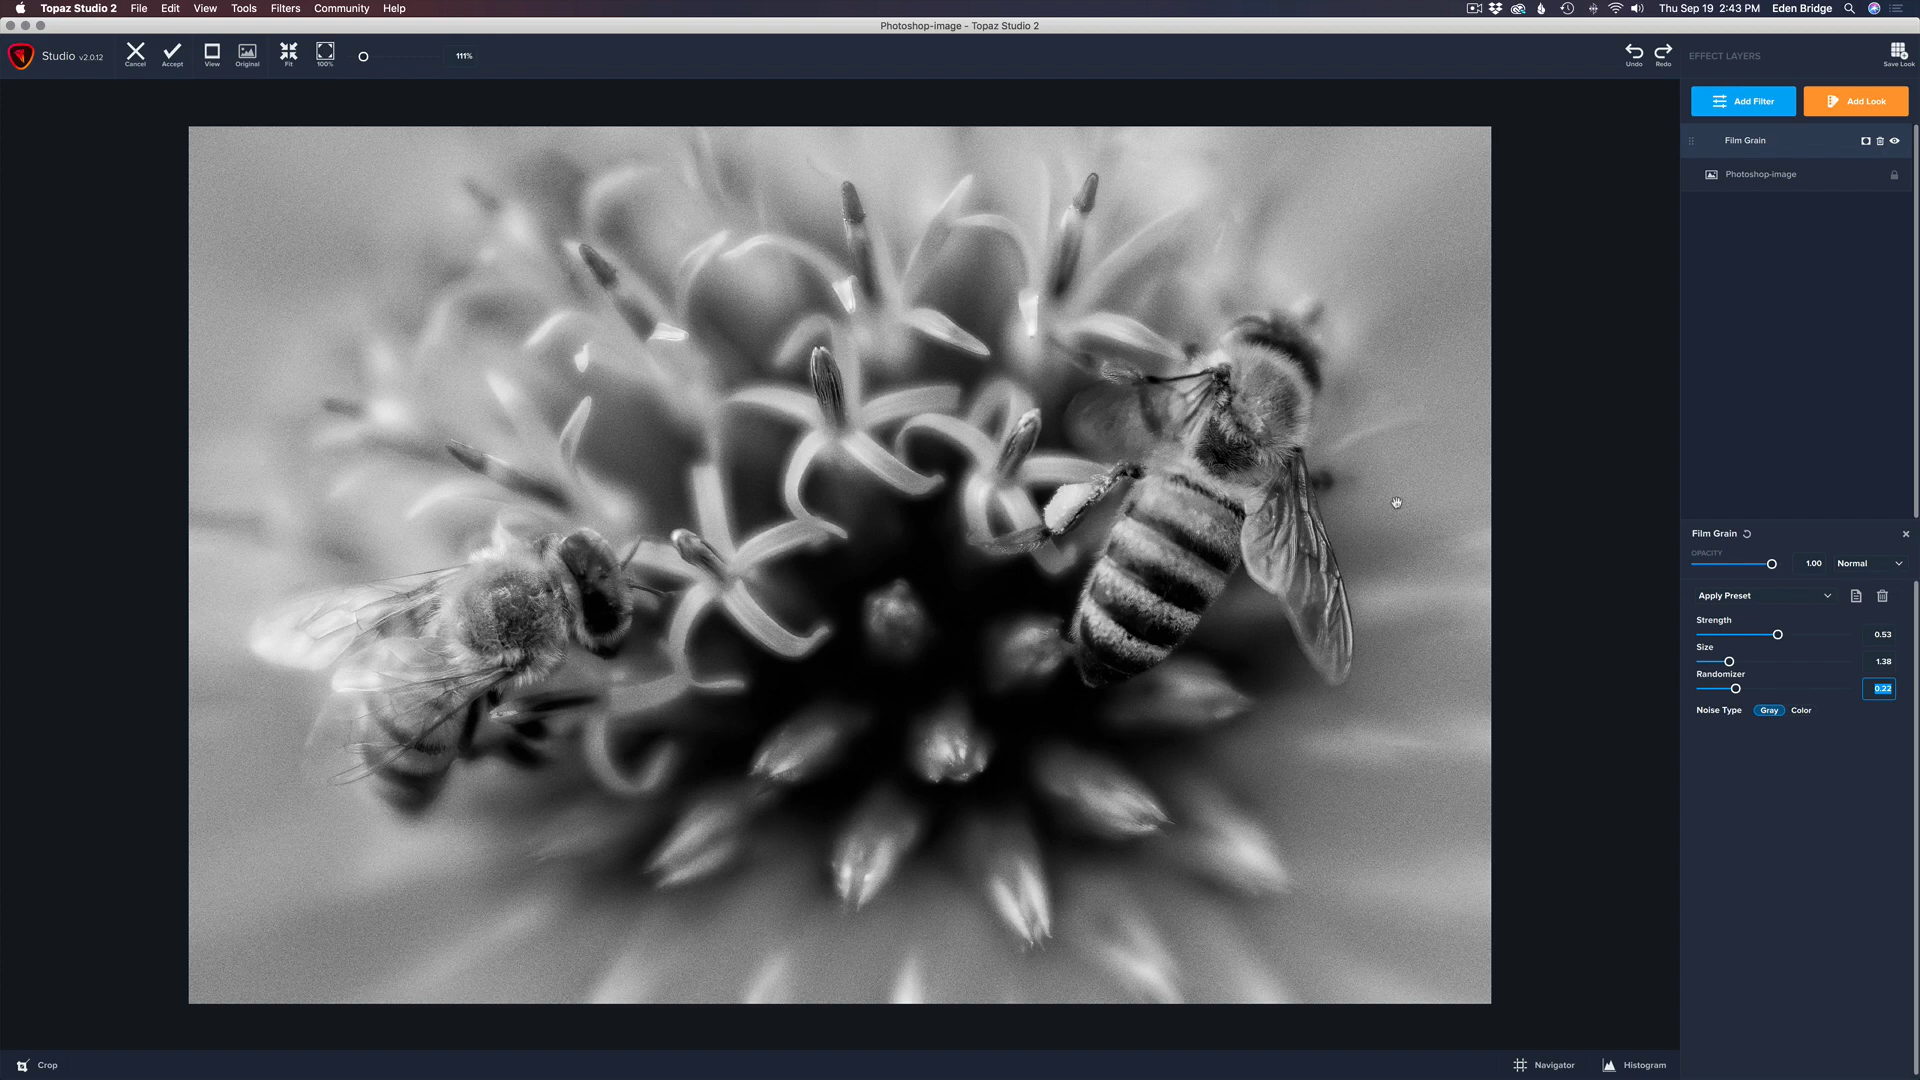 Topaz Studio 2 File Edit View Tools Filters Community Help Thu Sep 19 2:43 PM Eden Bridge
Photoshop-image - Topaz Studio 2
Studio v2.0.12 Cancel Accept View Original Fit 100% 111% Undo Redo EFFECT LAYERS Save Look
Add Filter Add Look
Film Grain
Photoshop-image
Film Grain
OPACITY
1.00 Normal
Apply Preset
Strength
0.53
Size
1.38
Randomizer
0.22
Noise Type Gray Color
Crop Navigator Histogram